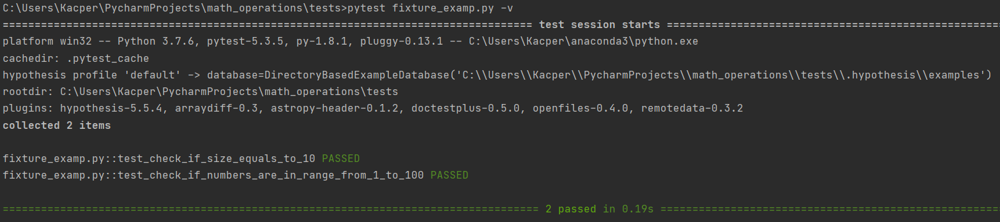 C:\Users\Kacper\PycharmProjects\math_operations\tests>pytest fixture_examp.py -v
=================================================================================== test session starts ====================================================
platform win32 -- Python 3.7.6, pytest-5.3.5, py-1.8.1, pluggy-0.13.1 -- C:\Users\Kacper\anaconda3\python.exe
cachedir: .pytest_cache
hypothesis profile 'default' -> database=DirectoryBasedExampleDatabase('C:\\Users\\Kacper\\PycharmProjects\\math_operations\\tests\\.hypothesis\\examples')
rootdir: C:\Users\Kacper\PycharmProjects\math_operations\tests
plugins: hypothesis-5.5.4, arraydiff-0.3, astropy-header-0.1.2, doctestplus-0.5.0, openfiles-0.4.0, remotedata-0.3.2
collected 2 items
fixture_examp.py::test_check_if_size_equals_to_10 PASSED
fixture_examp.py::test_check_if_numbers_are_in_range_from_1_to_100 PASSED
==================================================================================== 2 passed in 0.19s =====================================================